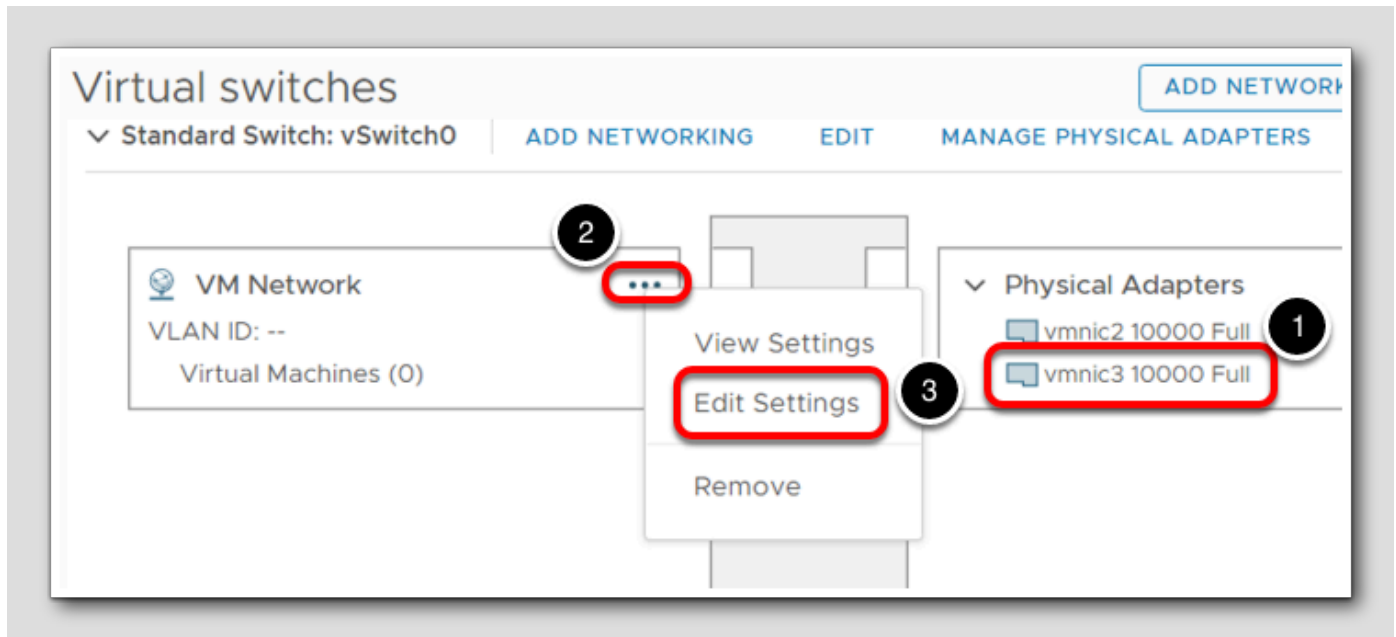 Virtual switches
ADD NETWORK
Standard Switch: vSwitch0 ADD NETWORKING EDIT MANAGE PHYSICAL ADAPTERS
2
VM Network ...
VLAN ID: --
Virtual Machines (0)
View Settings
Edit Settings
3
Remove
Physical Adapters
vmnic2 10000 Full
1
vmnic3 10000 Full